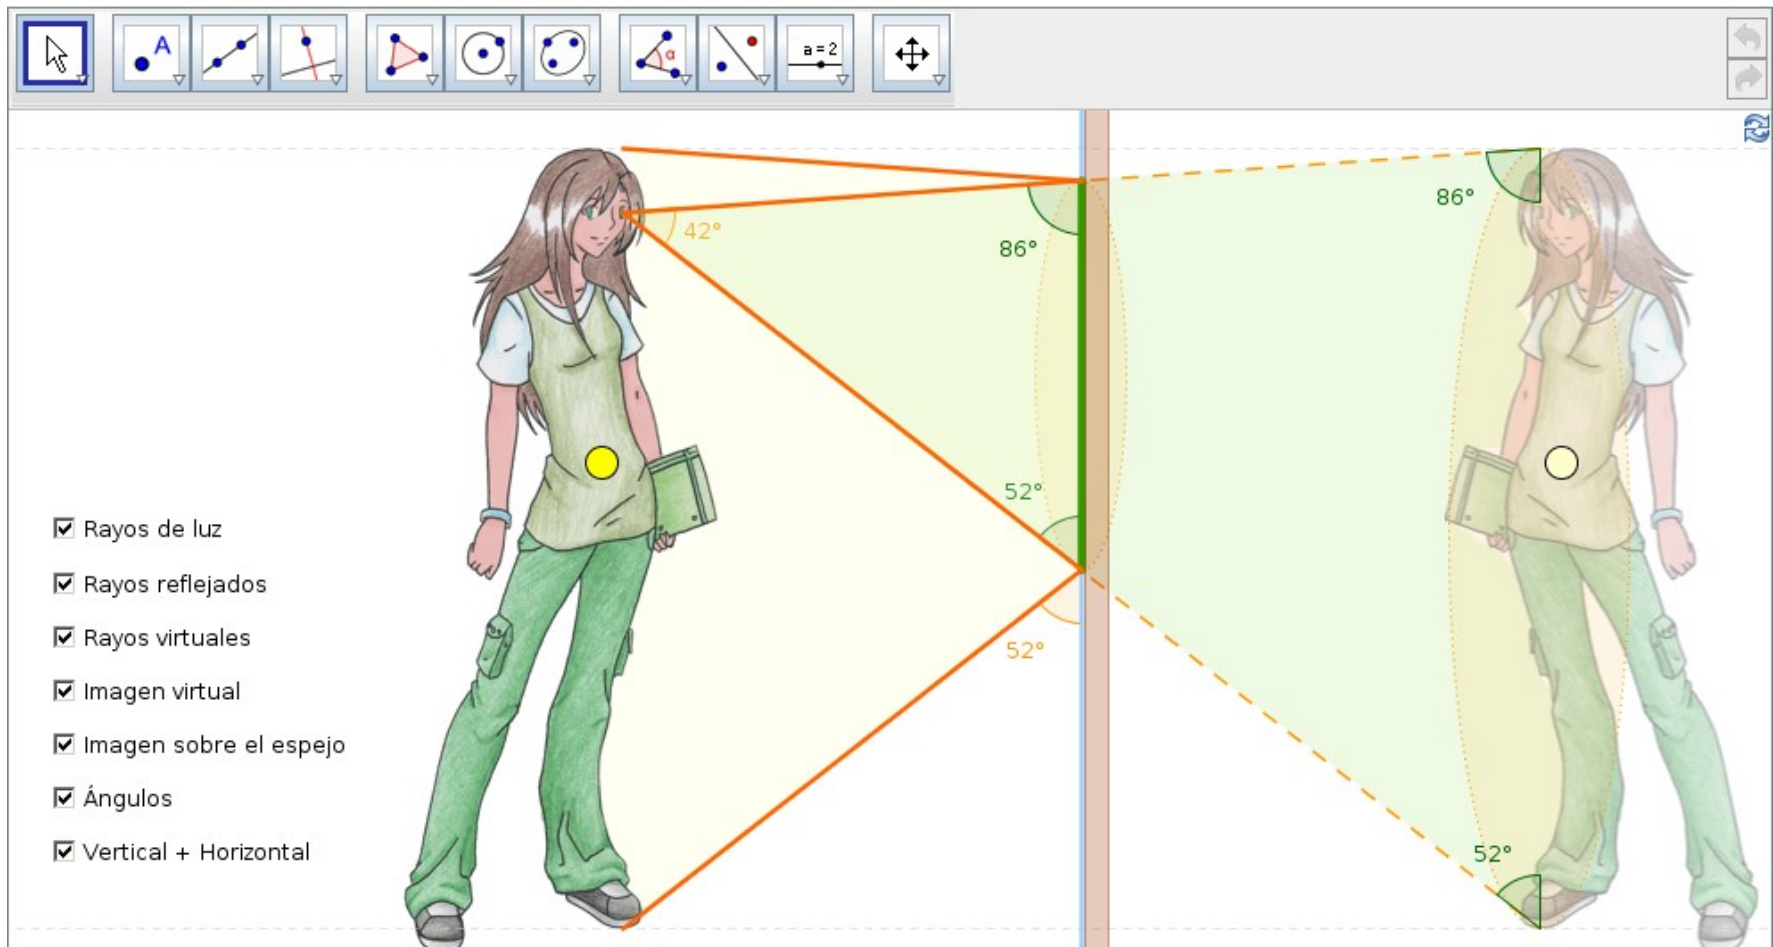 A
α
a = 2
86°
42°
86°
52°
Rayos de luz
Rayos reflejados
Rayos virtuales
52°
Imagen virtual
Imagen sobre el espejo
Ángulos
Vertical + Horizontal
52°